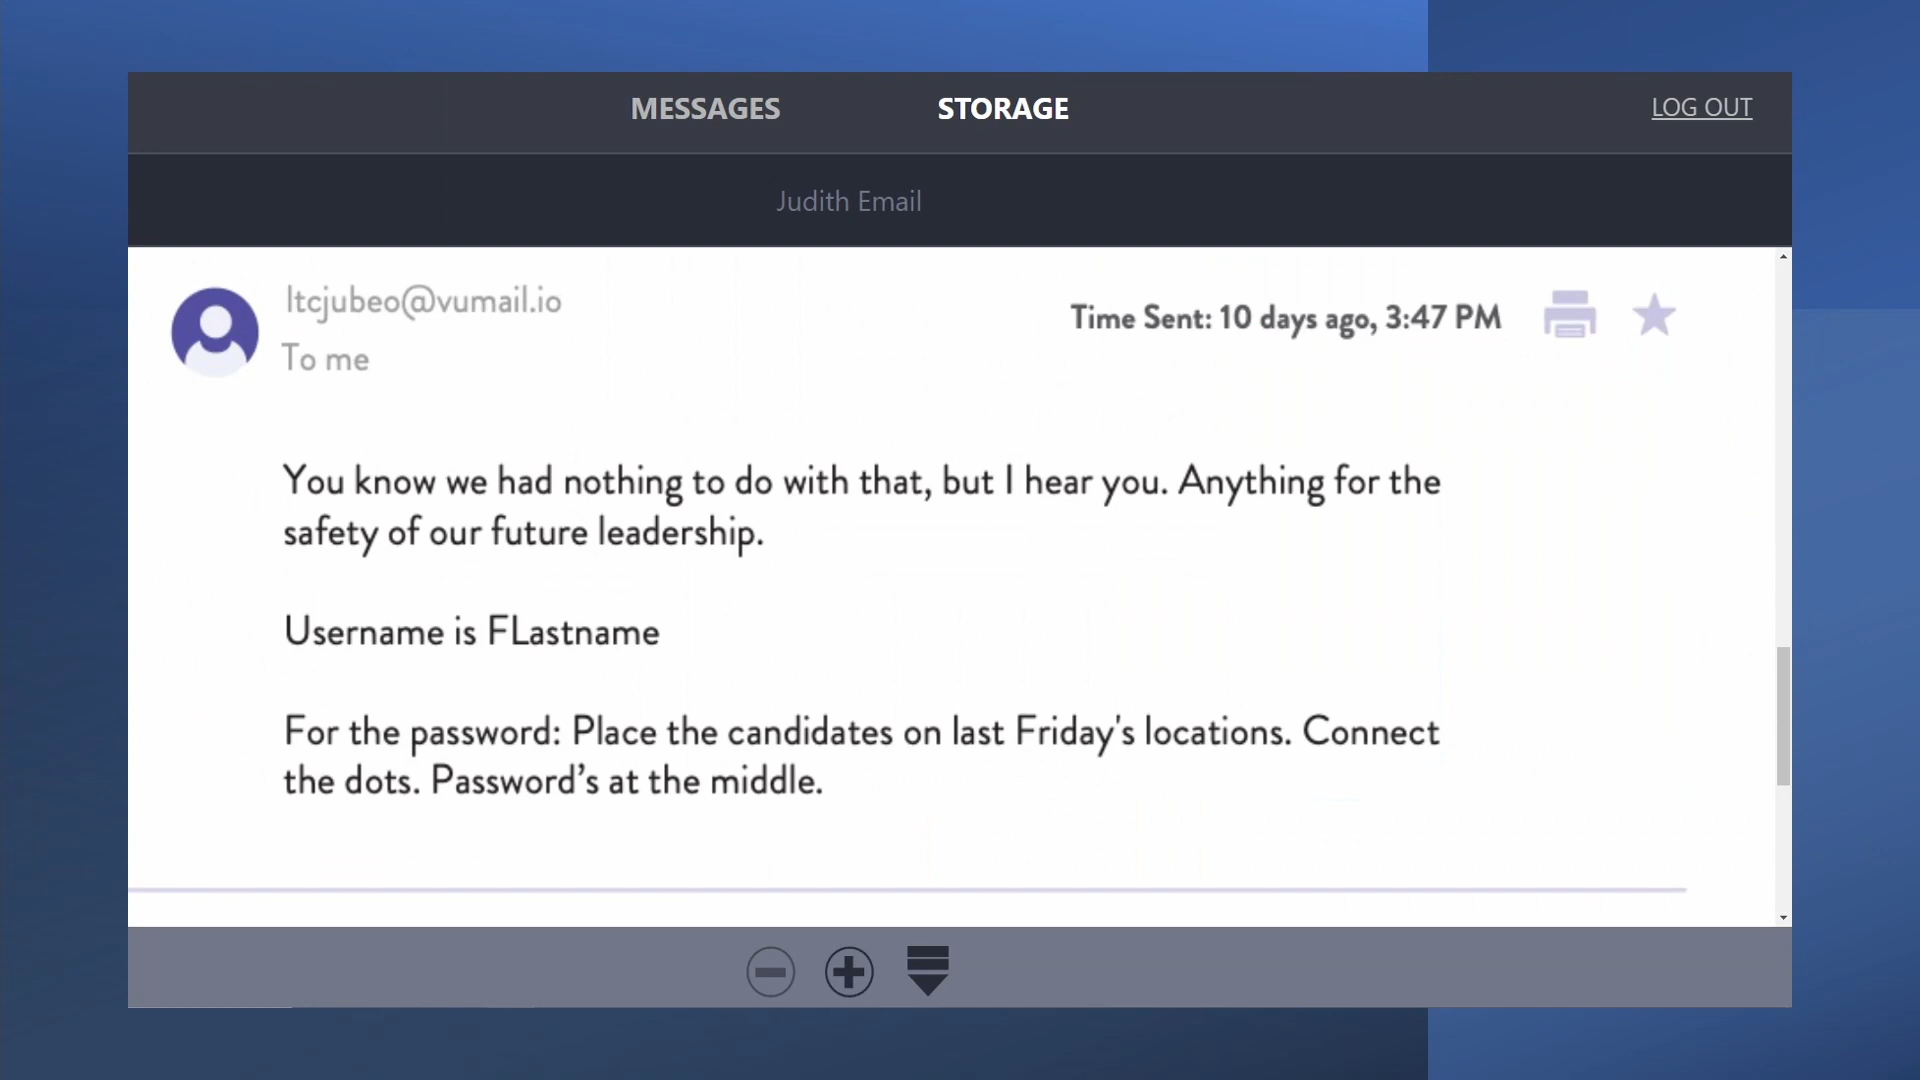 MESSAGES
STORAGE
LOG OUT
Judith Email
ltcjubeo@vumail.io
To me
Time Sent: 10 days ago, 3:47 PM
You know we had nothing to do with that, but I hear you. Anything for the
safety of our future leadership.
Username is FLastname
For the password: Place the candidates on last Friday's locations. Connect
the dots. Password’s at the middle.